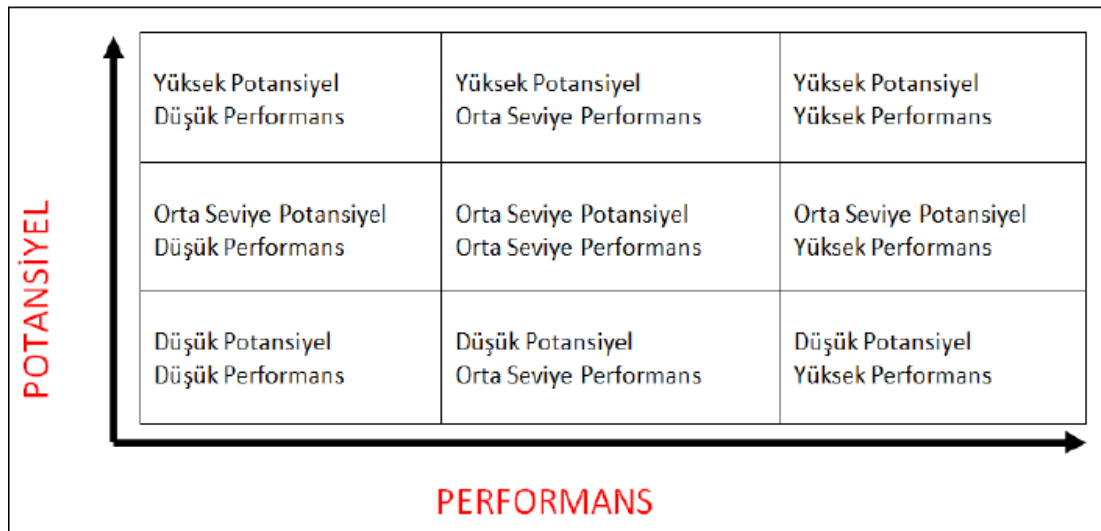 Yüksek Potansiyel
Düşük Performans
Yüksek Potansiyel
Orta Seviye Performans
Yüksek Potansiyel
Yüksek Performans
Orta Seviye Potansiyel
Düşük Performans
Orta Seviye Potansiyel
Orta Seviye Performans
Orta Seviye Potansiyel
Yüksek Performans
Düşük Potansiyel
Düşük Performans
Düşük Potansiyel
Orta Seviye Performans
Düşük Potansiyel
Yüksek Performans
POTANSİYEL
PERFORMANS